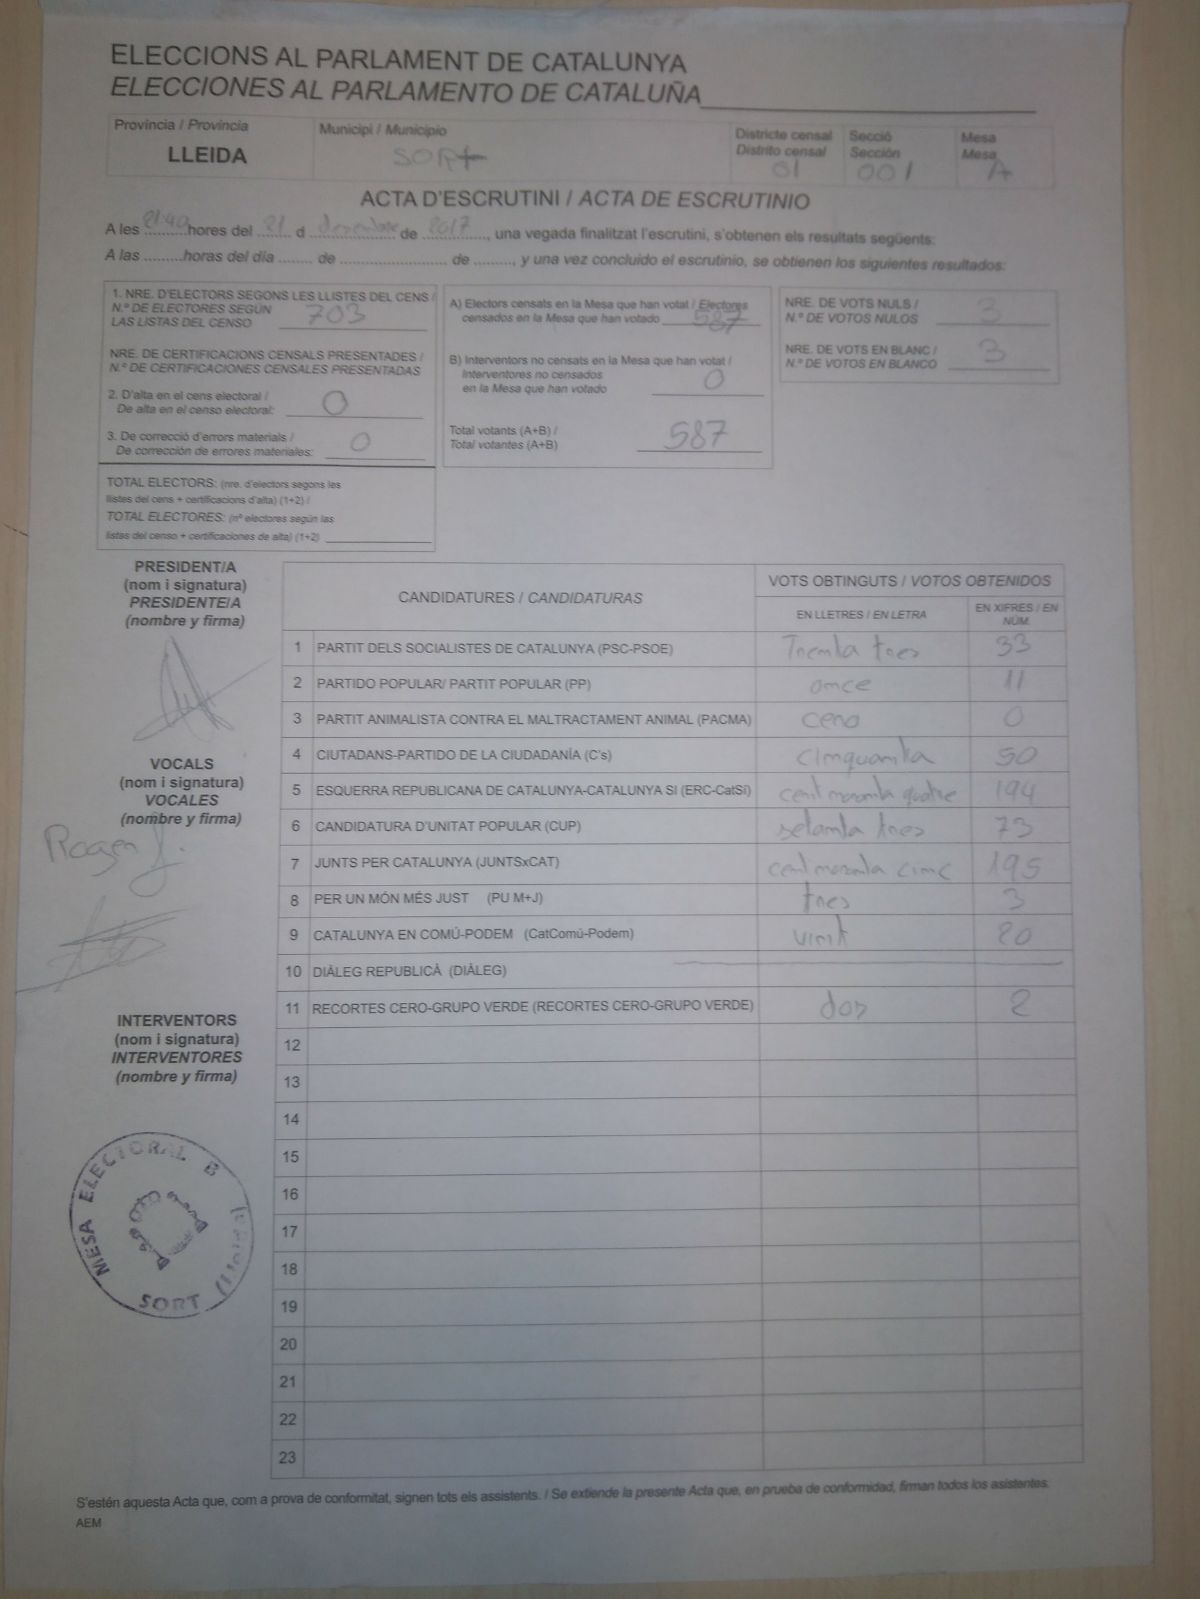 ELECCIONS AL PARLAMENT DE CATALUNYA
ELECCIONES AL PARLAMENTO DE CATALUÑA
Província / Provincia
LLEIDA
Municipi / Municipio
SORT
Districte censal
Distrito censal
01
Secció
Sección
001
Mesa
Mesa
A
ACTA D'ESCRUTINI / ACTA DE ESCRUTINIO
A les 21:40 hores del 21 d desembre de 2017, una vegada finalitzat l'escrutini, s'obtenen els resultats següents:
A las .........horas del día ........ de ........................ de ........., y una vez concluido el escrutinio, se obtienen los siguientes resultados:
1. NRE. D'ELECTORS SEGONS LES LLISTES DEL CENS /
N.º DE ELECTORES SEGÚN
LAS LISTAS DEL CENSO 703
NRE. DE CERTIFICACIONS CENSALS PRESENTADES /
N.º DE CERTIFICACIONES CENSALES PRESENTADAS
2. D'alta en el cens electoral /
De alta en el censo electoral: 0
3. De correcció d'errors materials /
De corrección de errores materiales: 0
TOTAL ELECTORS: (nre. d'electors segons les
llistes del cens + certificacions d'alta) (1+2) /
TOTAL ELECTORES: (nº electores según las
listas del censo + certificaciones de alta) (1+2)
A) Electors censats en la Mesa que han votat / Electores
censados en la Mesa que han votado 587
B) Interventors no censats en la Mesa que han votat /
Interventores no censados
en la Mesa que han votado 0
Total votants (A+B) /
Total votantes (A+B) 587
NRE. DE VOTS NULS /
N.º DE VOTOS NULOS 3
NRE. DE VOTS EN BLANC /
N.º DE VOTOS EN BLANCO 3
PRESIDENT/A
(nom i signatura)
PRESIDENTE/A
(nombre y firma)
VOCALS
(nom i signatura)
VOCALES
(nombre y firma)
Roger
INTERVENTORS
(nom i signatura)
INTERVENTORES
(nombre y firma)
MESA ELECTORAL B
SORT
CANDIDATURES / CANDIDATURAS
VOTS OBTINGUTS / VOTOS OBTENIDOS
EN LLETRES / EN LETRA
EN XIFRES / EN NÚM.
1 PARTIT DELS SOCIALISTES DE CATALUNYA (PSC-PSOE) Trenta tres 33
2 PARTIDO POPULAR/ PARTIT POPULAR (PP) once 11
3 PARTIT ANIMALISTA CONTRA EL MALTRACTAMENT ANIMAL (PACMA) cero 0
4 CIUTADANS-PARTIDO DE LA CIUDADANÍA (C's) cinquanta 50
5 ESQUERRA REPUBLICANA DE CATALUNYA-CATALUNYA SI (ERC-CatSí) cent noranta quatre 194
6 CANDIDATURA D'UNITAT POPULAR (CUP) setanta tres 73
7 JUNTS PER CATALUNYA (JUNTSxCAT) cent noranta cinc 195
8 PER UN MÓN MÉS JUST (PU M+J) tres 3
9 CATALUNYA EN COMÚ-PODEM (CatComú-Podem) vint 20
10 DIÀLEG REPUBLICÀ (DIÀLEG)
11 RECORTES CERO-GRUPO VERDE (RECORTES CERO-GRUPO VERDE) dos 2
12
13
14
15
16
17
18
19
20
21
22
23
S'estén aquesta Acta que, com a prova de conformitat, signen tots els assistents. / Se extiende la presente Acta que, en prueba de conformidad, firman todos los asistentes.
AEM